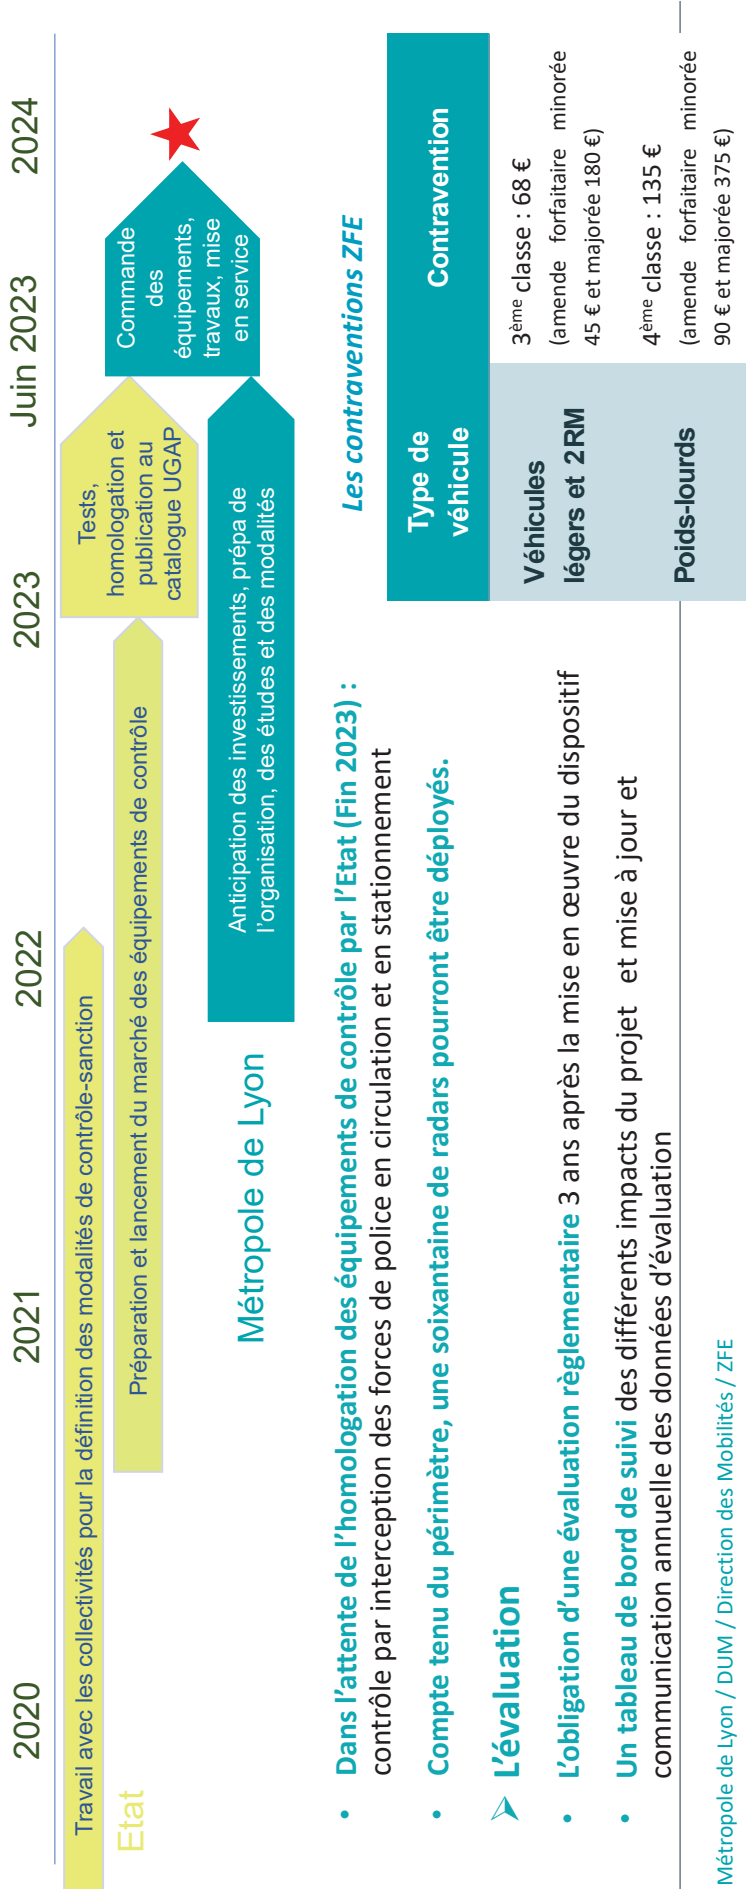 2020 2021 2022 2023 Juin 2023 2024
Travail avec les collectivités pour la définition des modalités de contrôle-sanction
Etat
Préparation et lancement du marché des équipements de contrôle
Tests,
homologation et
publication au
catalogue UGAP
Commande
des
équipements,
travaux, mise
en service
Métropole de Lyon
Anticipation des investissements, prépa de
l'organisation, des études et des modalités
• Dans l'attente de l'homologation des équipements de contrôle par l'Etat (Fin 2023) :
contrôle par interception des forces de police en circulation et en stationnement
• Compte tenu du périmètre, une soixantaine de radars pourront être déployés.
➢ L'évaluation
• L'obligation d'une évaluation règlementaire 3 ans après la mise en œuvre du dispositif
• Un tableau de bord de suivi des différents impacts du projet et mise à jour et
communication annuelle des données d'évaluation
Les contraventions ZFE
Type de
véhicule
Contravention
Véhicules
légers et 2RM
3ème classe : 68 €
(amende forfaitaire minorée
45 € et majorée 180 €)
Poids-lourds
4ème classe : 135 €
(amende forfaitaire minorée
90 € et majorée 375 €)
Métropole de Lyon / DUM / Direction des Mobilités / ZFE